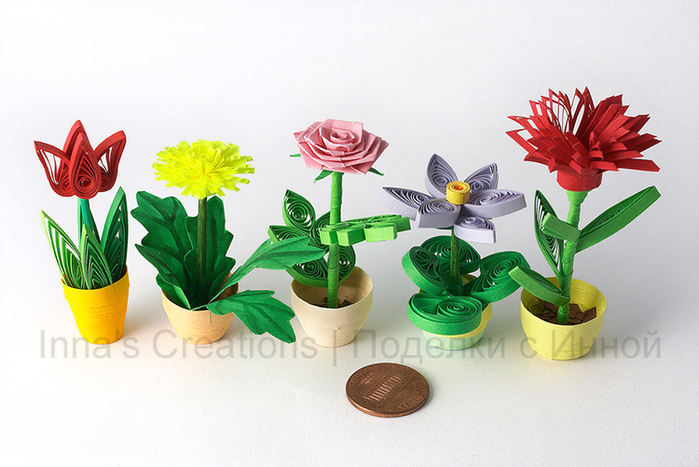 Inna's Creations | Поделки с Инной